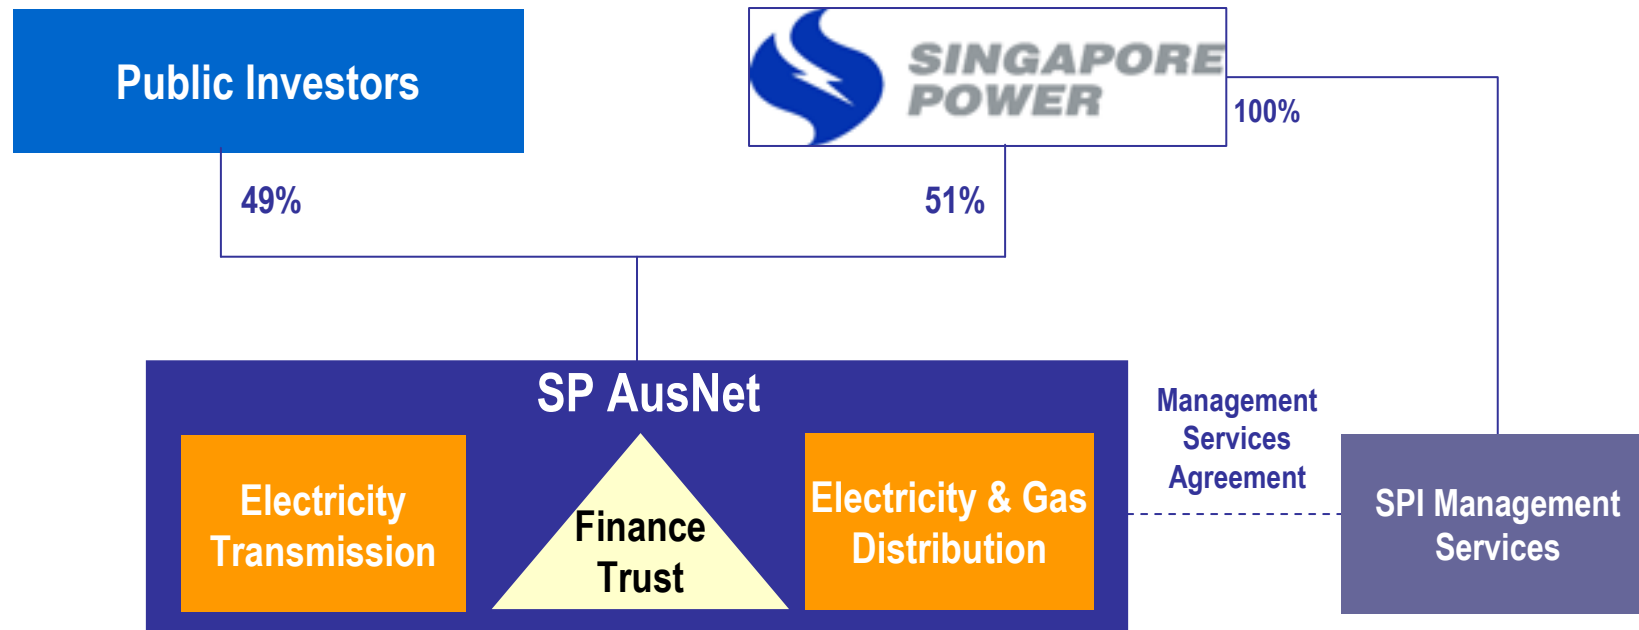 Public Investors
SINGAPORE
POWER
100%
49%
51%
SP AusNet
Management
Services
Agreement
Electricity
Transmission
Finance
Trust
Electricity & Gas
Distribution
SPI Management
Services